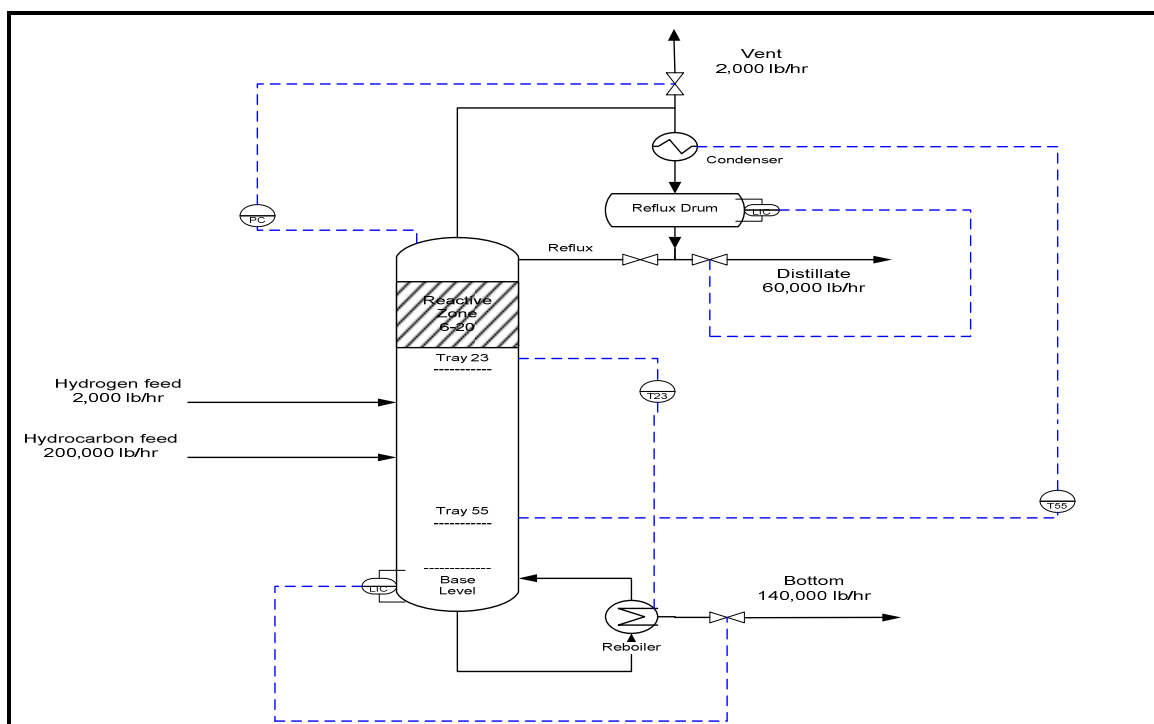 Vent
2,000 lb/hr
Condenser
Reflux Drum
LIC
PC
Reflux
Distillate
60,000 lb/hr
Reactive
Zone
6-20
Tray 23
Hydrogen feed
2,000 lb/hr
T23
Hydrocarbon feed
200,000 lb/hr
Tray 55
T55
Base
Level
LIC
Bottom
140,000 lb/hr
Reboiler